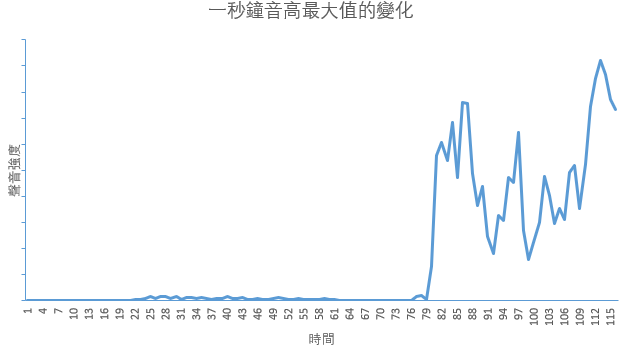 一秒鐘音高最大值的變化
聲音強度
1 4 7 10 13 16 19 22 25 28 31 34 37 40 43 46 49 52 55 58 61 64 67 70 73 76 79 82 85 88 91 94 97 100 103 106 109 112 115
時間